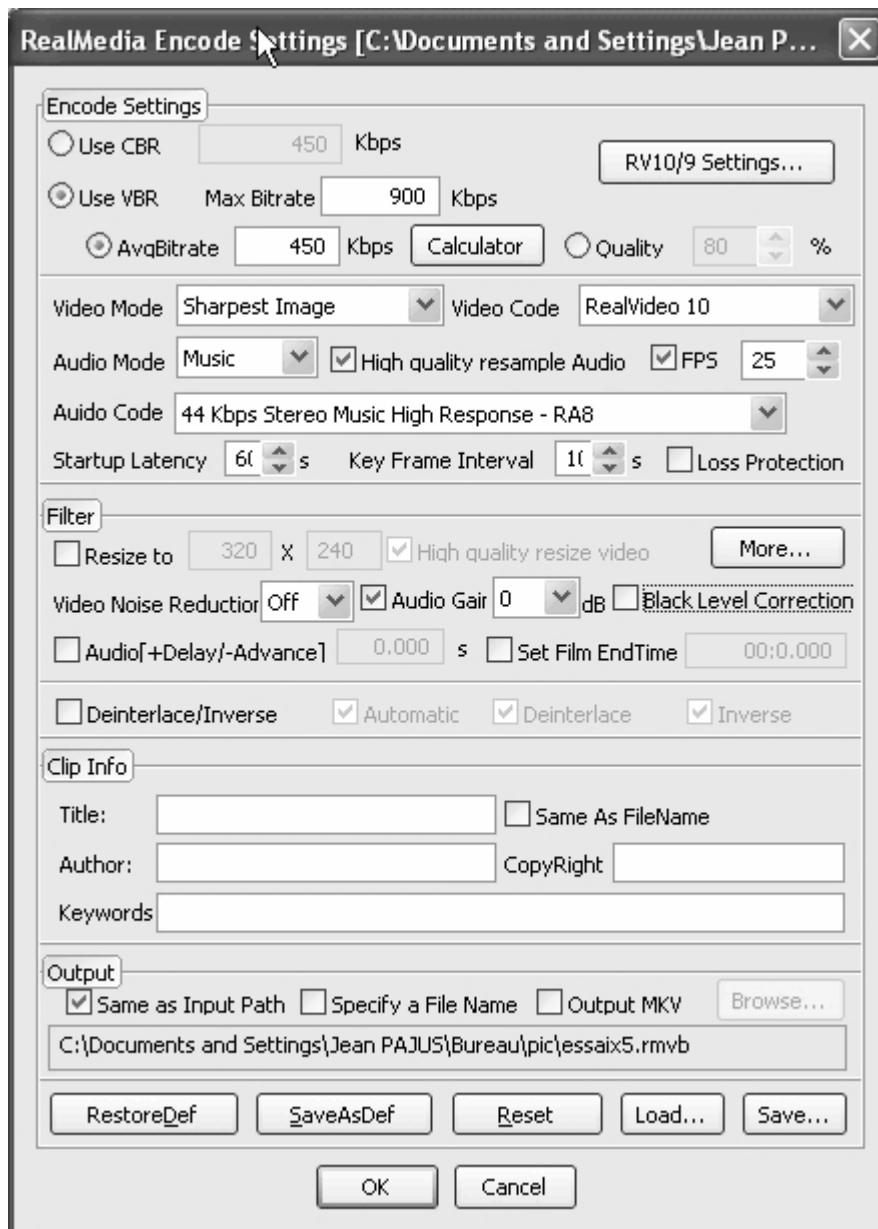 RealMedia Encode Settings [C:\Documents and Settings\Jean P...
Encode Settings
Use CBR 450 Kbps RV10/9 Settings...
Use VBR Max Bitrate 900 Kbps
AvgBitrate 450 Kbps Calculator Quality 80 %
Video Mode Sharpest Image Video Code RealVideo 10
Audio Mode Music High quality resample Audio FPS 25
Auido Code 44 Kbps Stereo Music High Response - RA8
Startup Latency 6( s Key Frame Interval 1( s Loss Protection
Filter
Resize to 320 X 240 High quality resize video More...
Video Noise Reduction Off Audio Gain 0 dB Black Level Correction
Audio[+Delay/-Advance] 0.000 s Set Film EndTime 00:0.000
Deinterlace/Inverse Automatic Deinterlace Inverse
Clip Info
Title: Same As FileName
Author: CopyRight
Keywords
Output
Same as Input Path Specify a File Name Output MKV Browse...
C:\Documents and Settings\Jean PAJUS\Bureau\pic\essaix5.rmvb
RestoreDef SaveAsDef Reset Load... Save...
OK Cancel